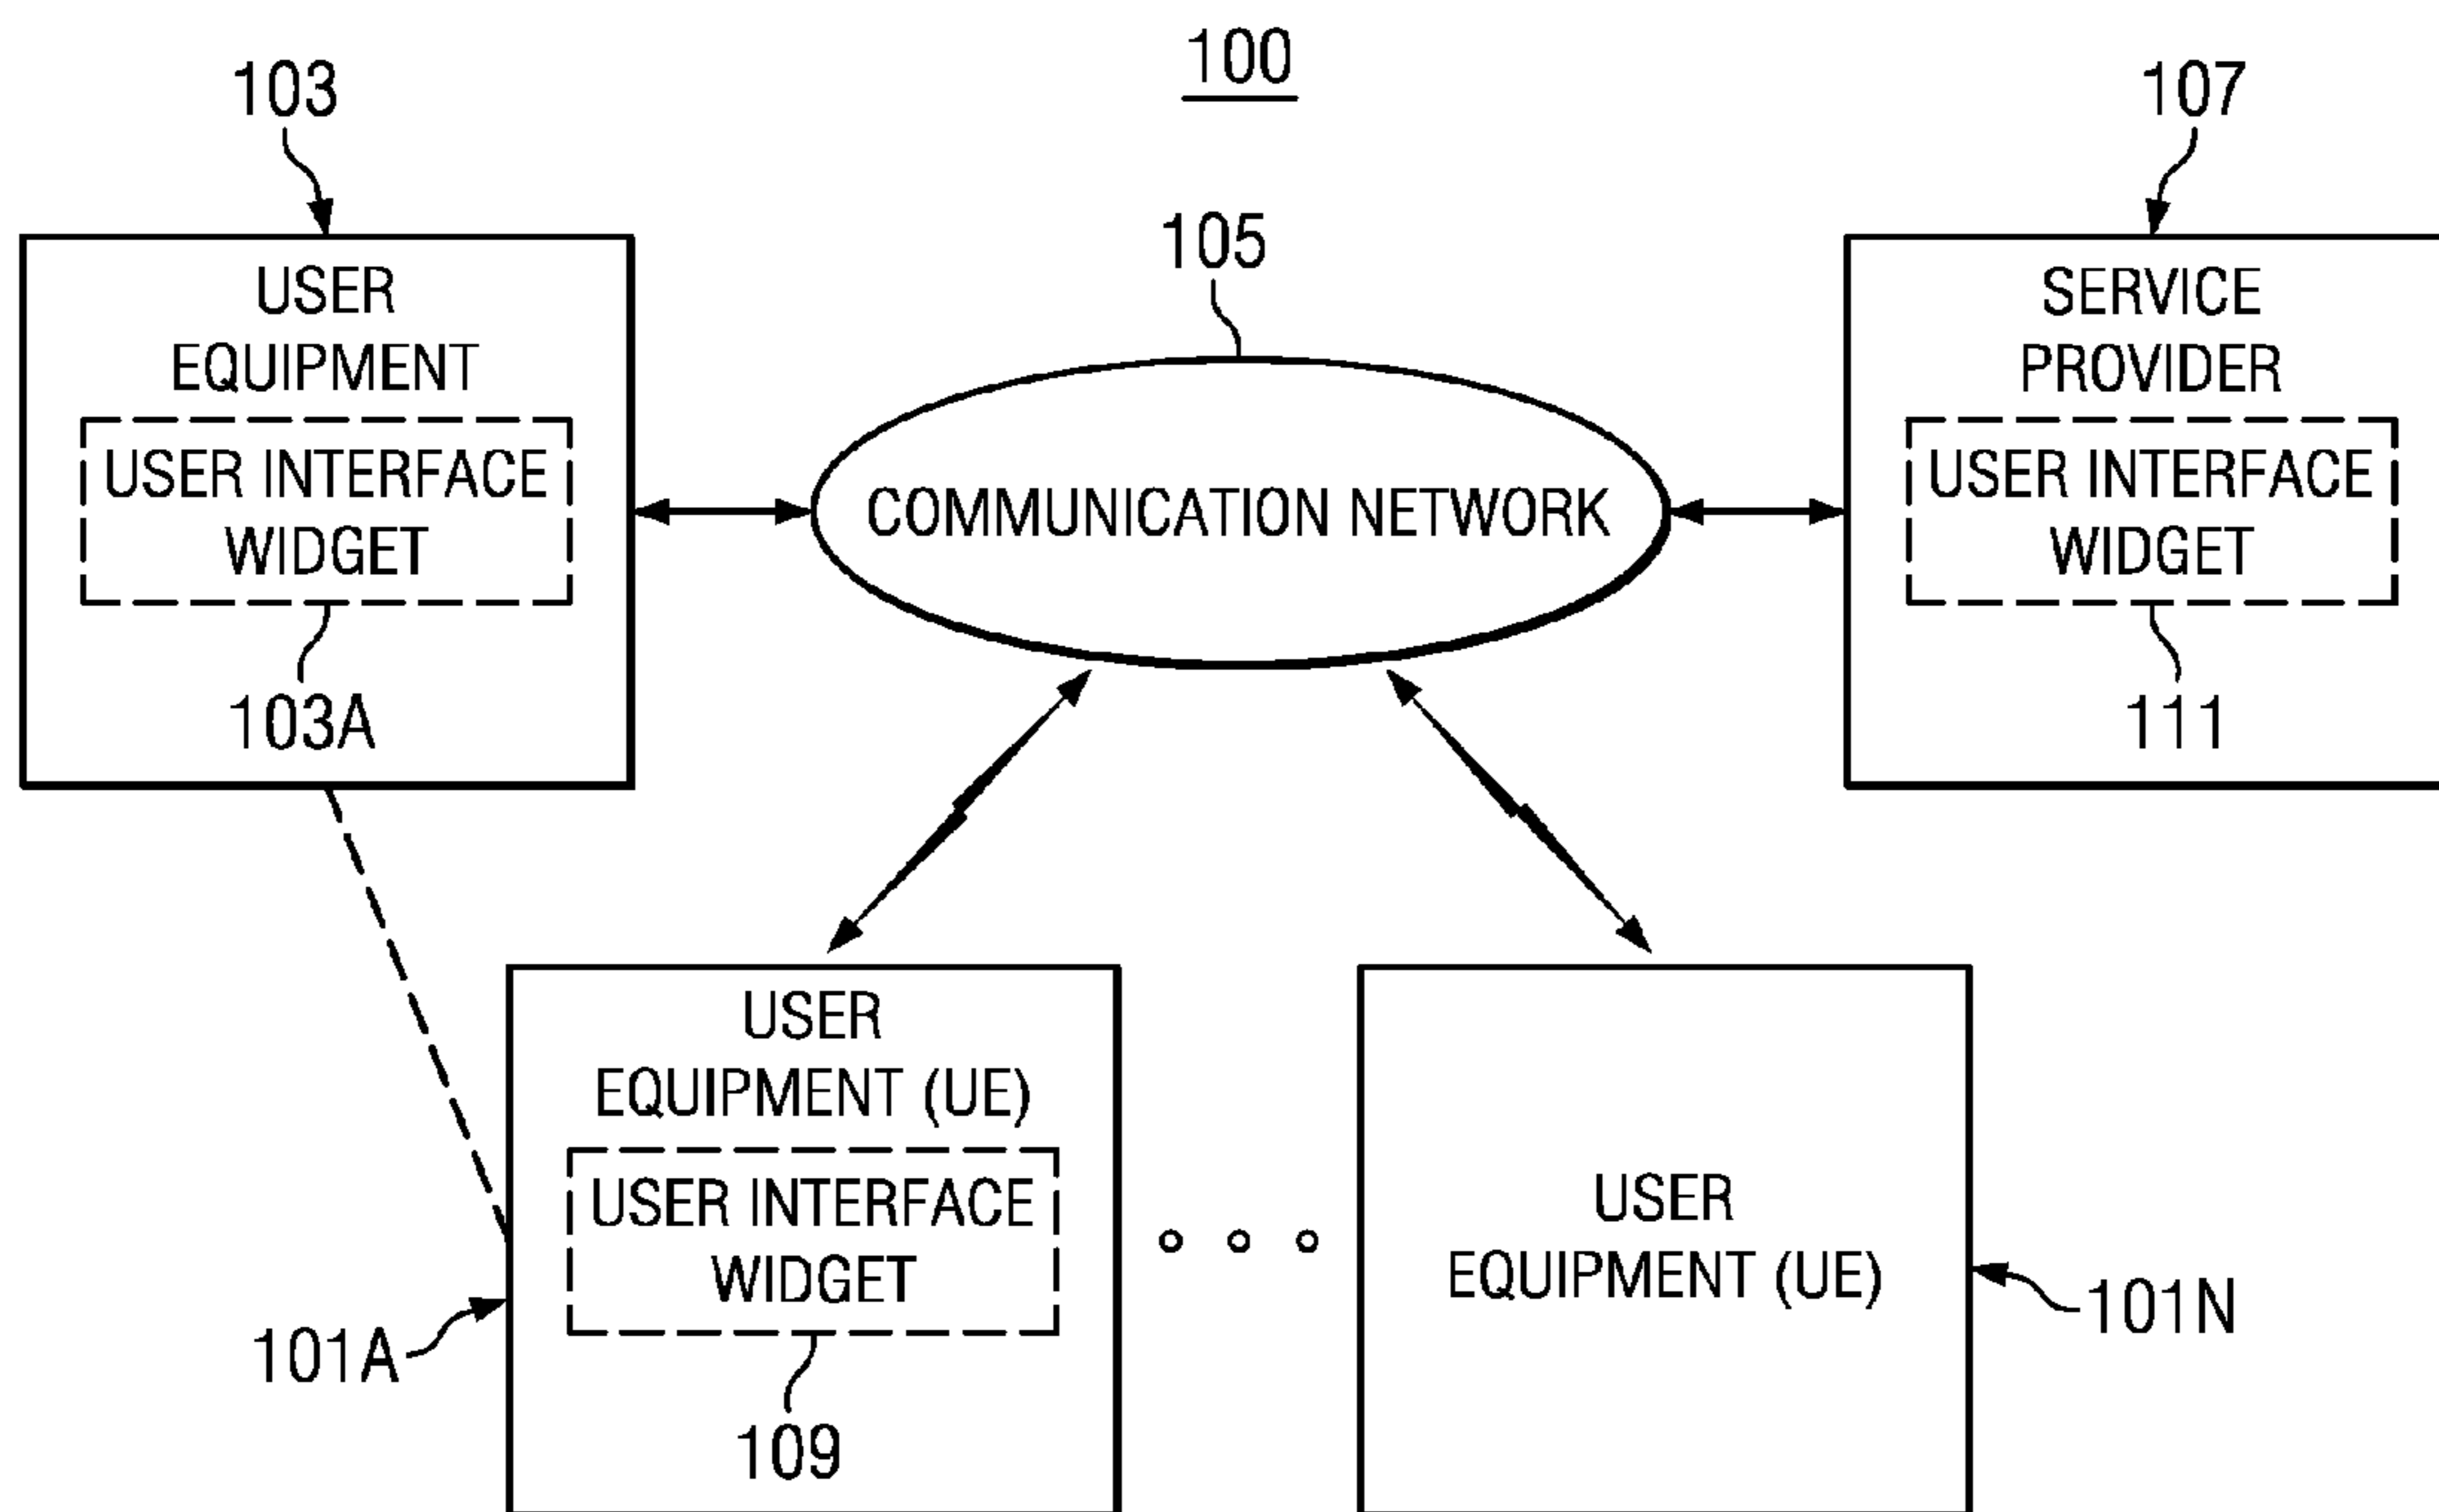 100
103
107
105
USER
EQUIPMENT
USER INTERFACE
WIDGET
103A
COMMUNICATION NETWORK
SERVICE
PROVIDER
USER INTERFACE
WIDGET
111
USER
EQUIPMENT (UE)
USER INTERFACE
WIDGET
109
101A
USER
EQUIPMENT (UE)
101N